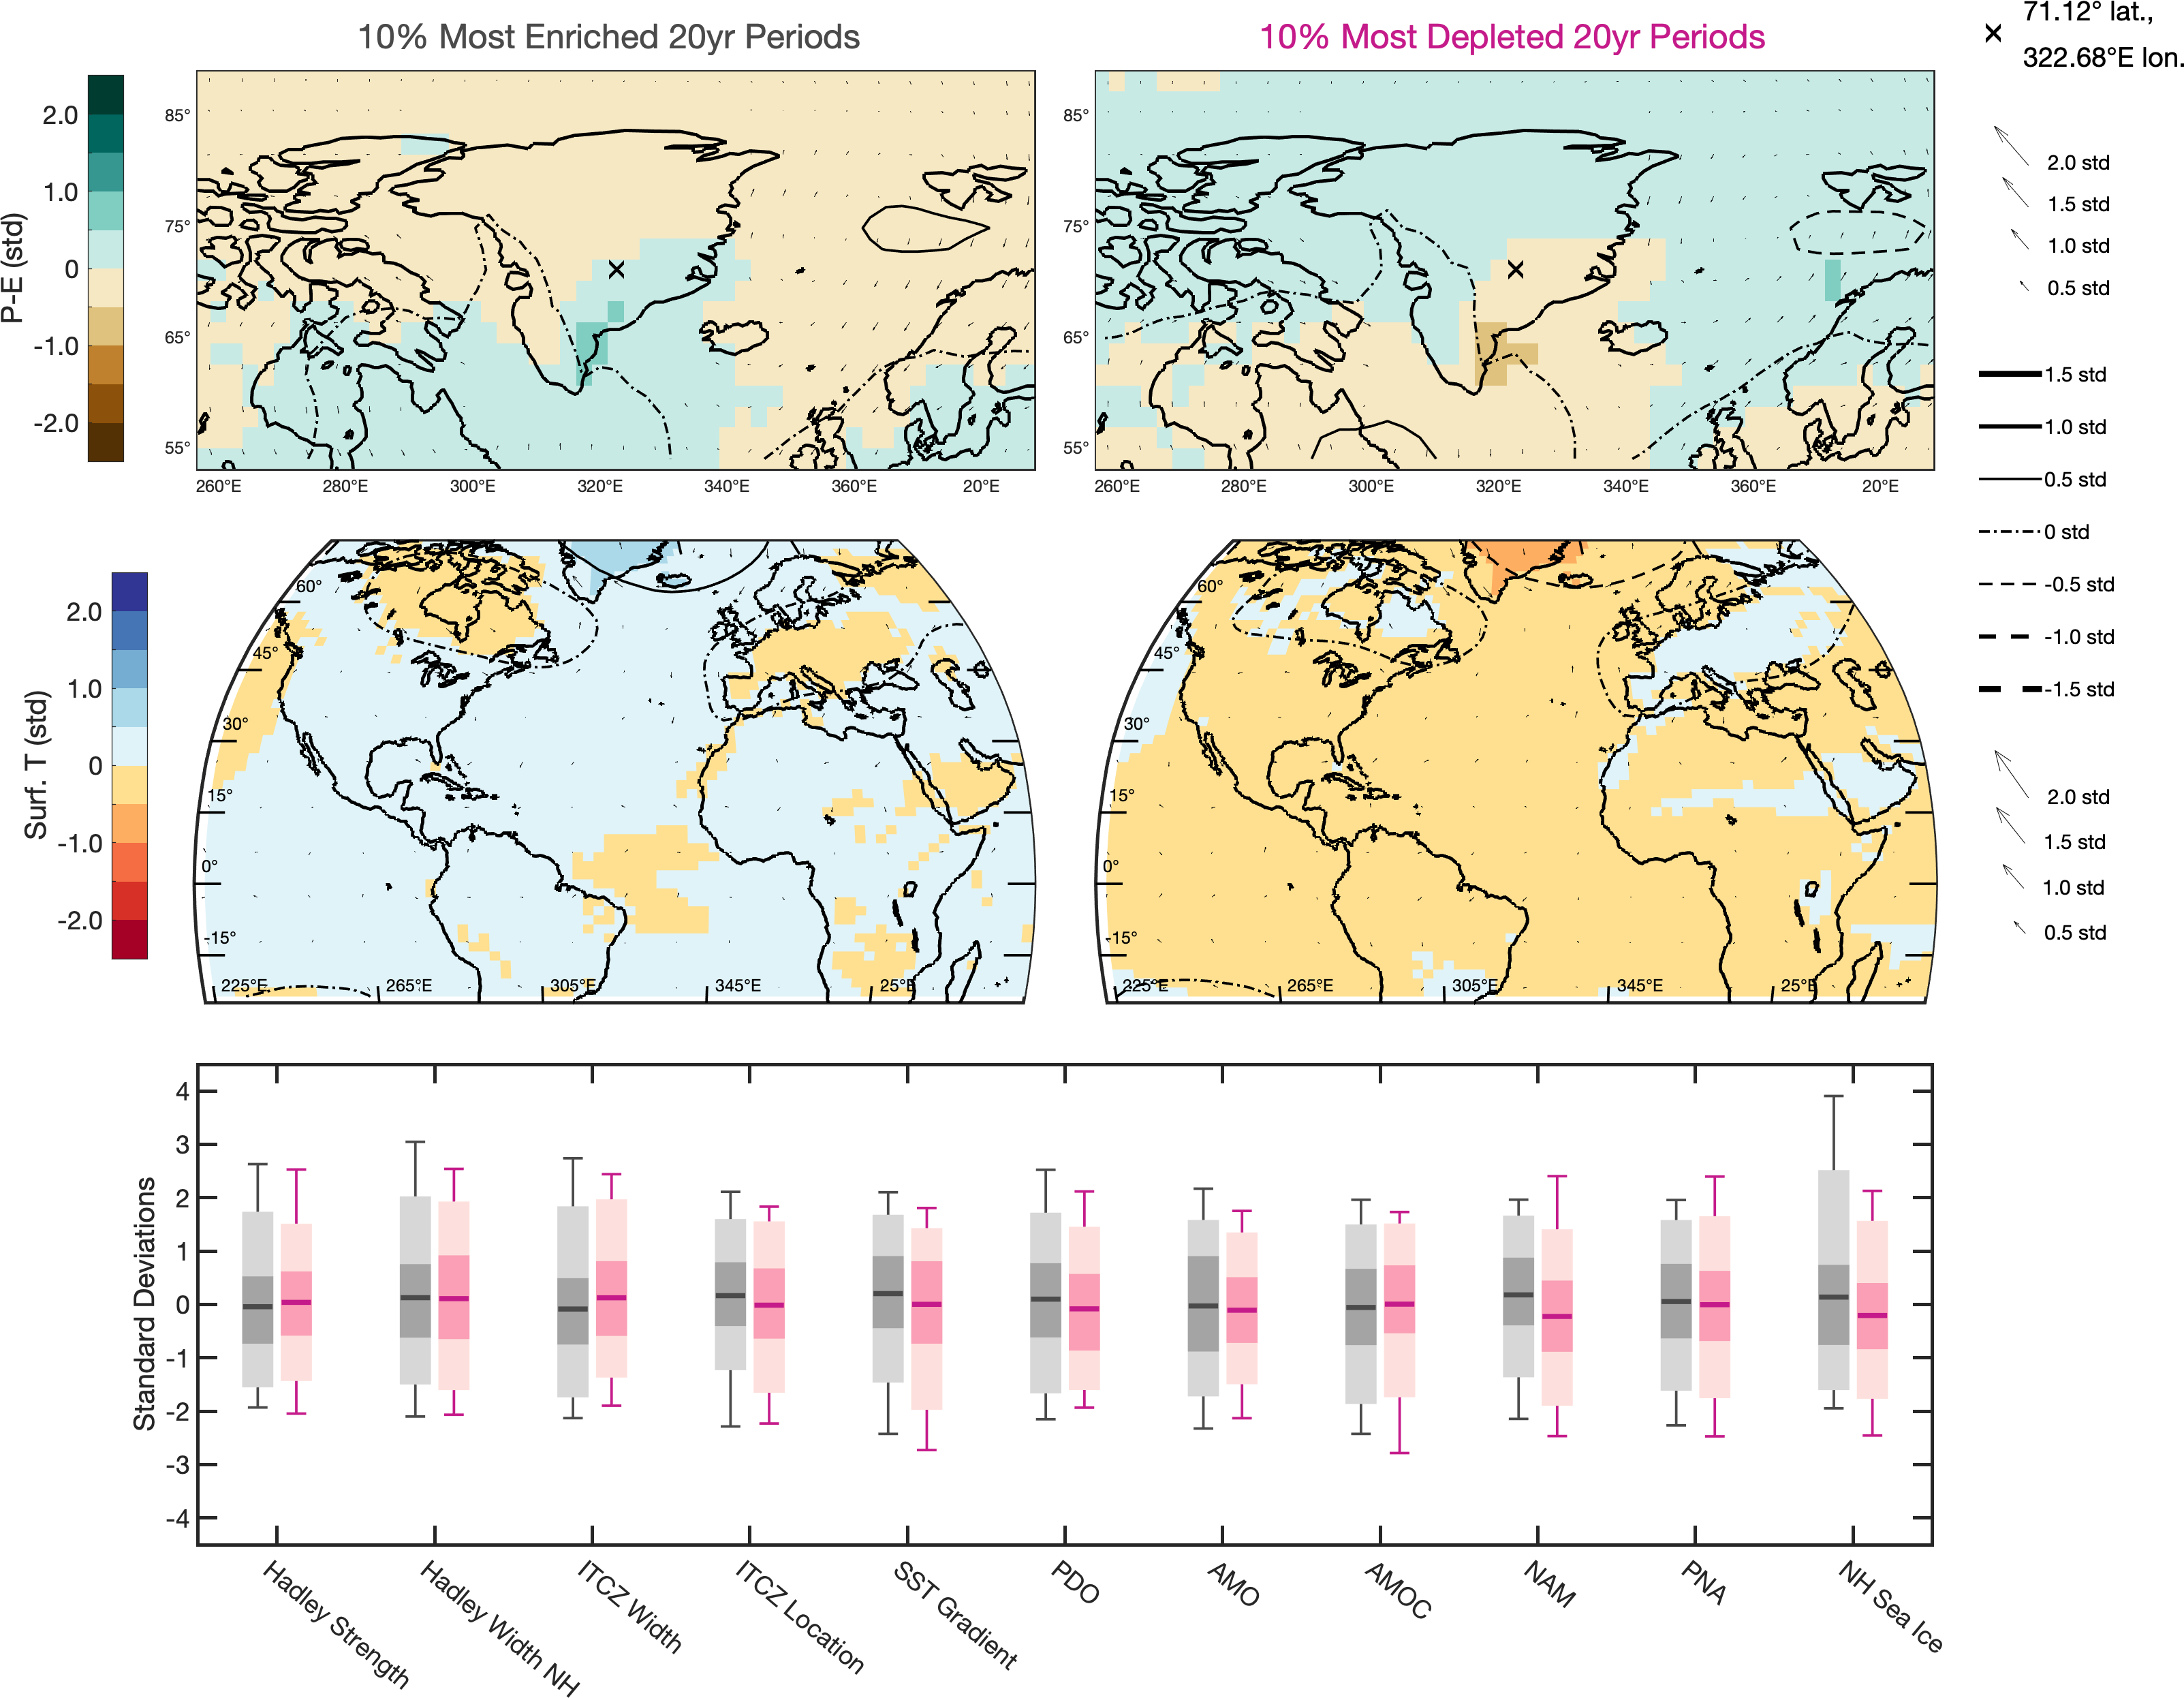 10% Most Enriched 20yr Periods
10% Most Depleted 20yr Periods
71.12° lat.,
322.68°E lon.
P-E (std)
2.0
1.0
0
-1.0
-2.0
85°
75°
65°
55°
260°E 280°E 300°E 320°E 340°E 360°E 20°E
85°
75°
65°
55°
260°E 280°E 300°E 320°E 340°E 360°E 20°E
2.0 std
1.5 std
1.0 std
0.5 std
1.5 std
1.0 std
0.5 std
0 std
-0.5 std
-1.0 std
-1.5 std
2.0 std
1.5 std
1.0 std
0.5 std
Surf. T (std)
2.0
1.0
0
-1.0
-2.0
60°
45°
30°
15°
0°
-15°
225°E 265°E 305°E 345°E 25°E
60°
45°
30°
15°
0°
-15°
225°E 265°E 305°E 345°E 25°E
Standard Deviations
4
3
2
1
0
-1
-2
-3
-4
Hadley Strength
Hadley Width NH
ITCZ Width
ITCZ Location
SST Gradient
PDO
AMO
AMOC
NAM
PNA
NH Sea Ice